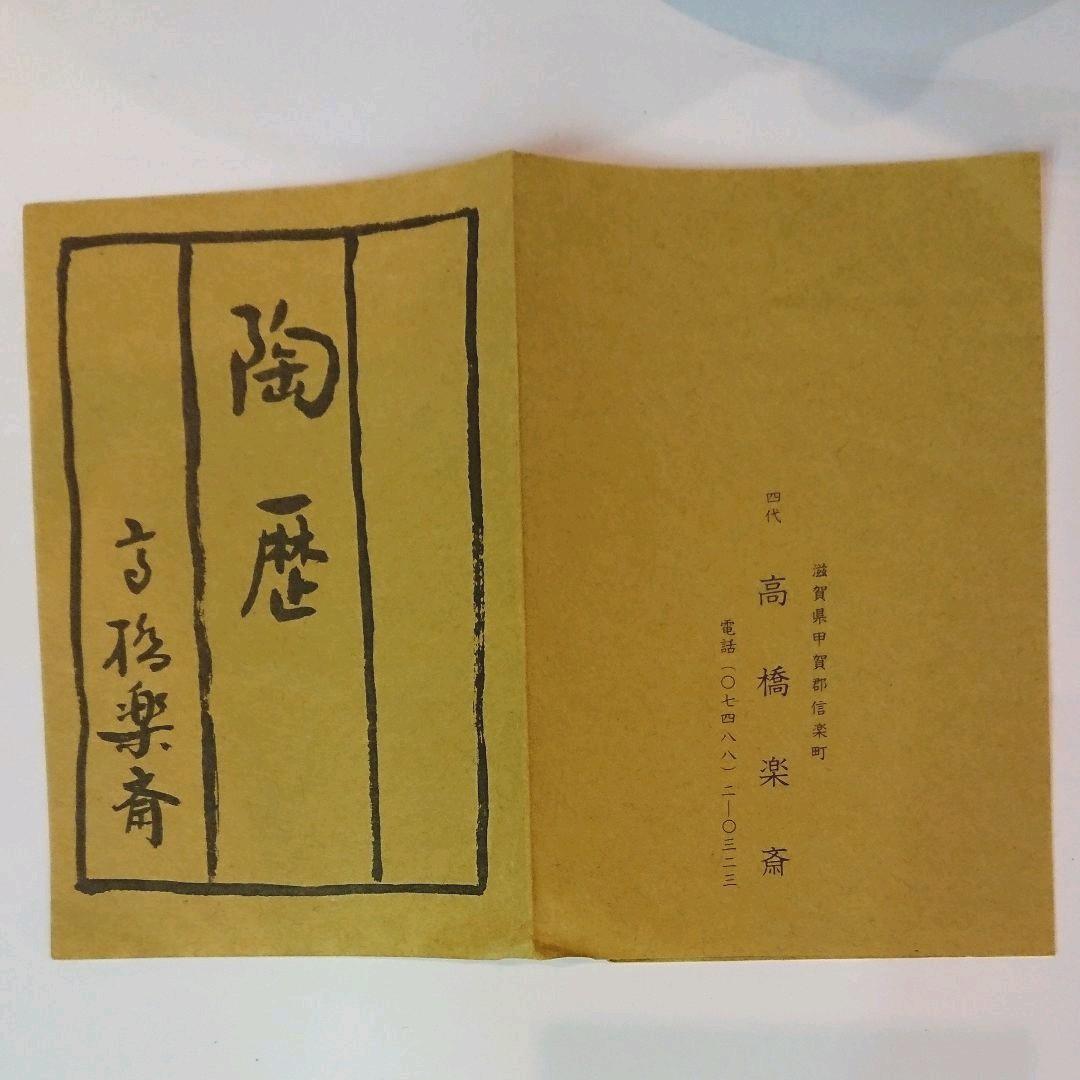 陶歴
高橋楽斎
滋賀県甲賀郡信楽町
四代 高橋楽斎
電話(〇七四八八)二―〇三二三